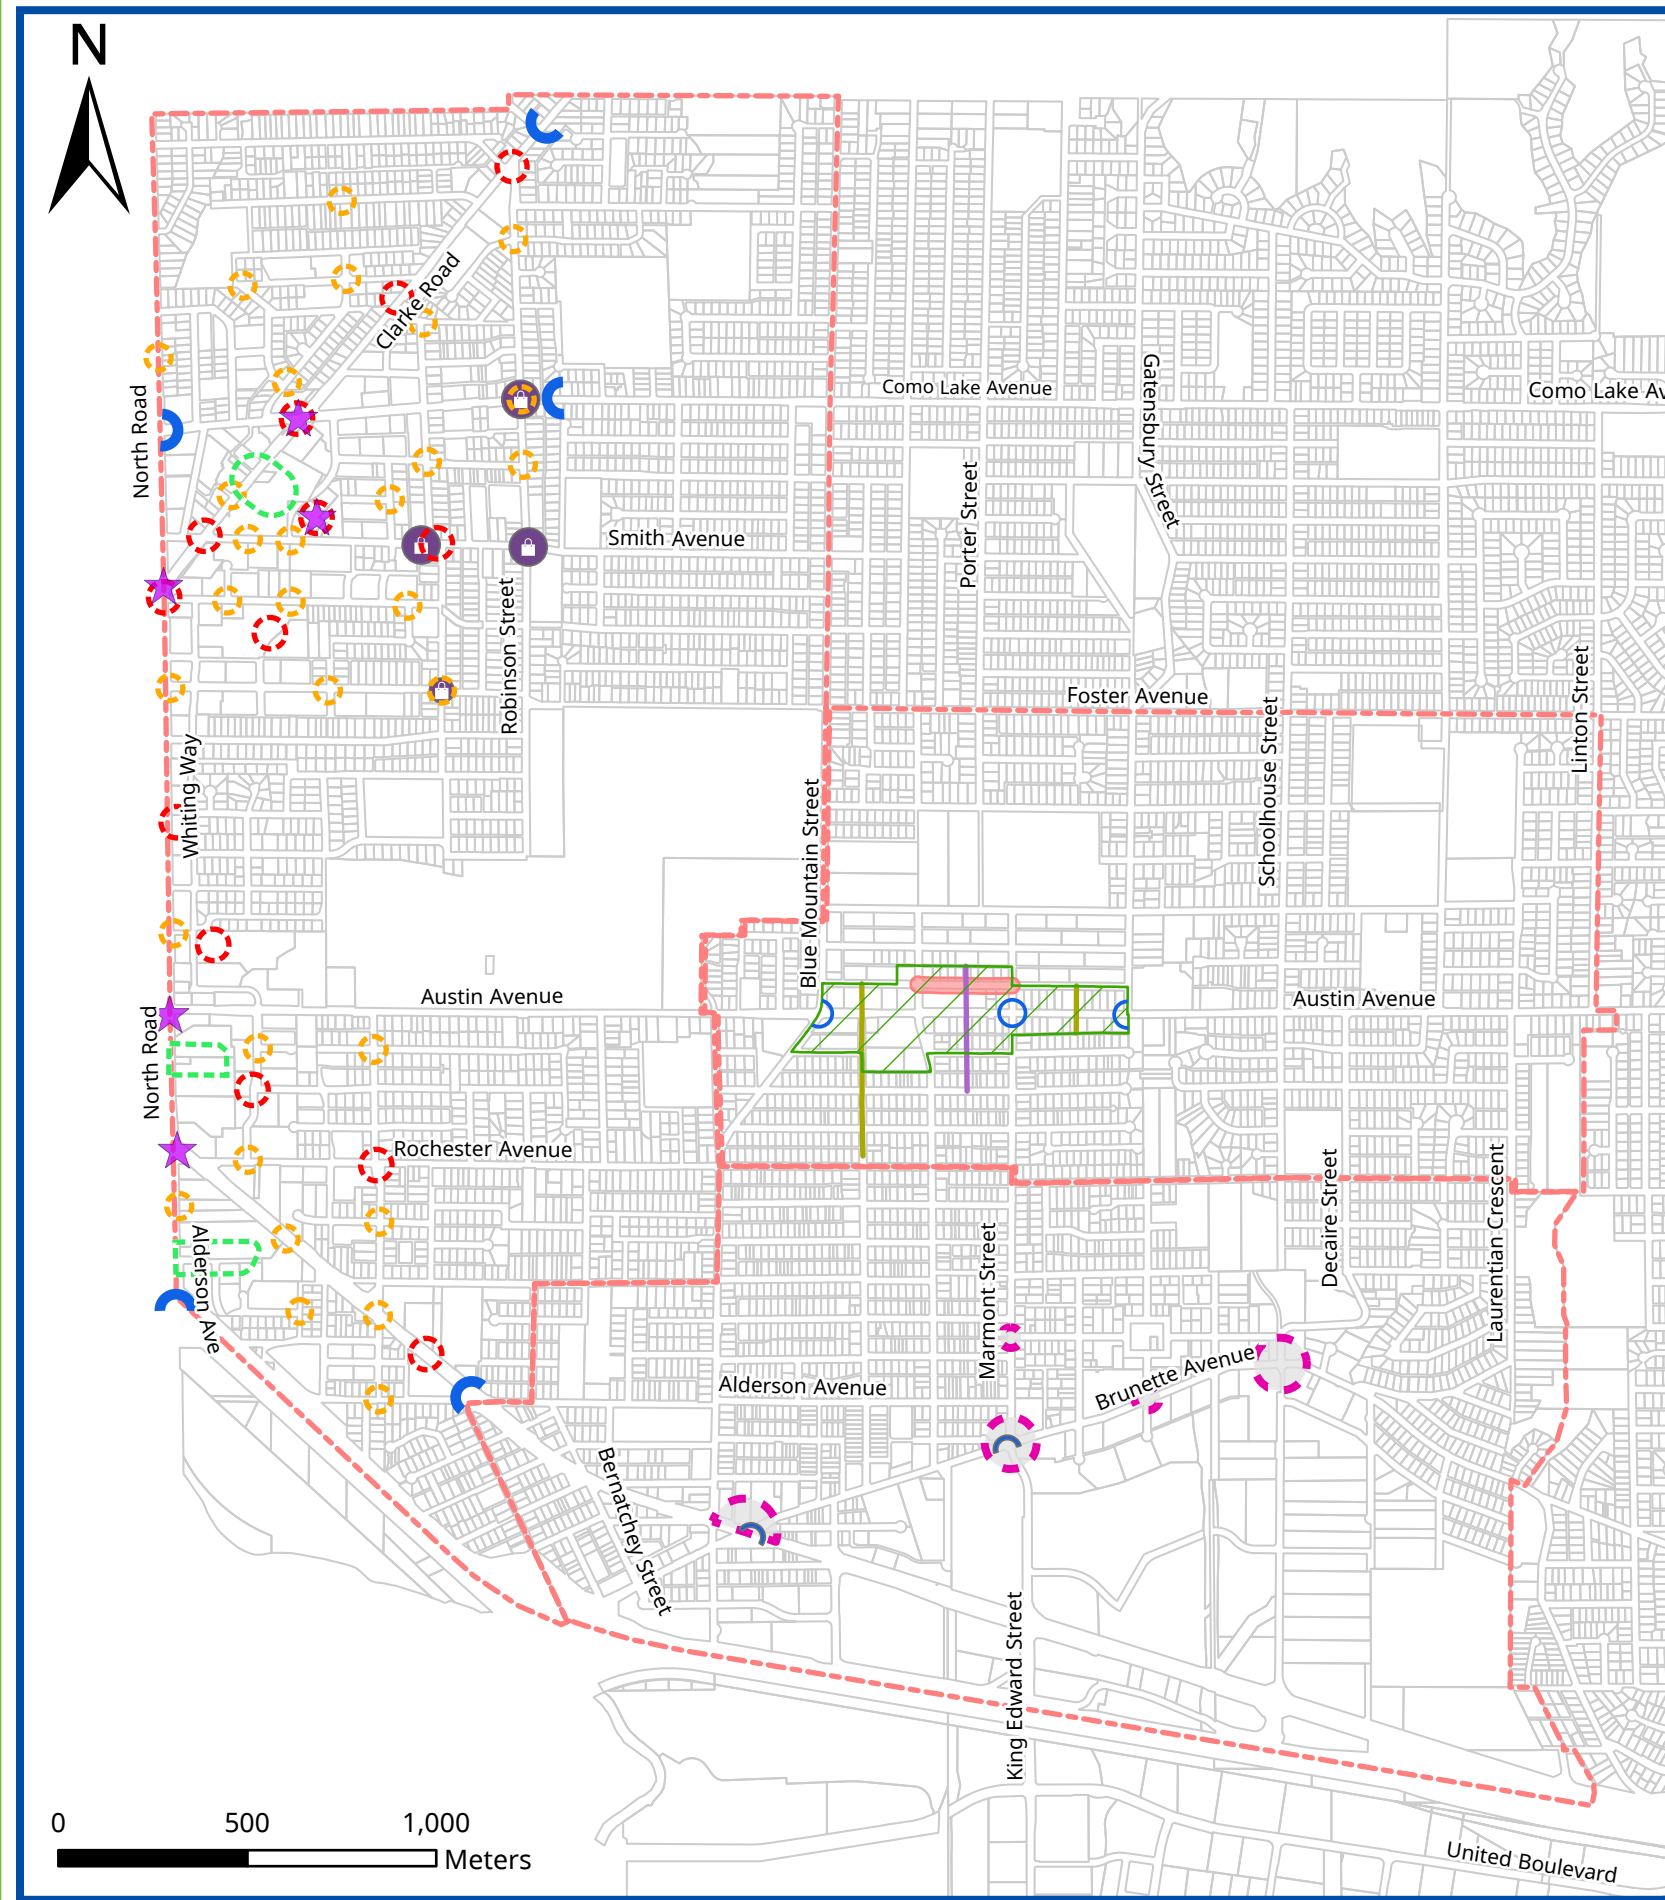 N
Clarke Road
Como Lake Avenue
Como Lake Av
North Road
Gatensbury Street
Porter Street
Smith Avenue
Robinson Street
Foster Avenue
Linton Street
Schoolhouse Street
Whiting Way
Blue Mountain Street
Austin Avenue
Austin Avenue
North Road
Rochester Avenue
Decaire Street
Laurentian Crescent
Alderson Ave
Marmont Street
Alderson Avenue
Brunette Avenue
Bernatchey Street
King Edward Street
0 500 1,000
Meters
United Boulevard